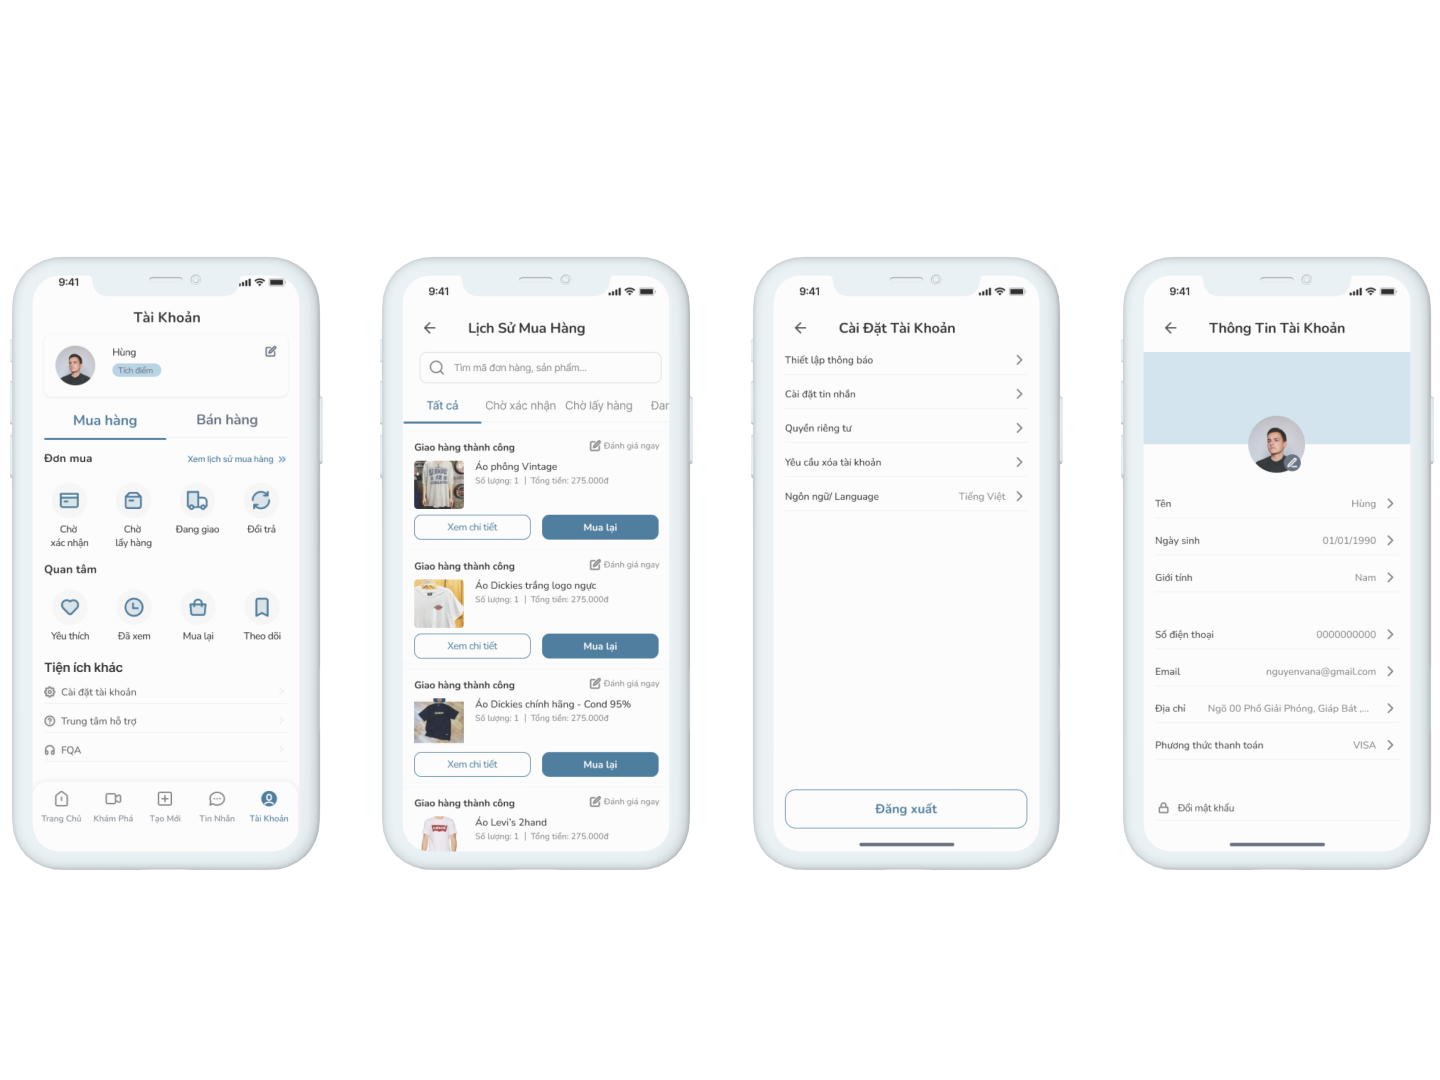 9:41
Tài Khoản
Hùng
Tích điểm
Mua hàng
Bán hàng
Đơn mua
Xem lịch sử mua hàng
Chờ
xác nhận
Chờ
lấy hàng
Đang giao
Đổi trả
Quan tâm
Yêu thích
Đã xem
Mua lại
Theo dõi
Tiện ích khác
Cài đặt tài khoản
Trung tâm hỗ trợ
FQA
Trang Chủ
Khám Phá
Tạo Mới
Tin Nhắn
Tài Khoản
9:41
Lịch Sử Mua Hàng
Tìm mã đơn hàng, sản phẩm...
Tất cả
Chờ xác nhận
Chờ lấy hàng
Đan
Giao hàng thành công
Đánh giá ngay
Áo phông Vintage
Số lượng: 1 | Tổng tiền: 275.000đ
Xem chi tiết
Mua lại
Giao hàng thành công
Đánh giá ngay
Áo Dickies trắng logo ngực
Số lượng: 1 | Tổng tiền: 275.000đ
Xem chi tiết
Mua lại
Giao hàng thành công
Đánh giá ngay
Áo Dickies chính hãng - Cond 95%
Số lượng: 1 | Tổng tiền: 275.000đ
Xem chi tiết
Mua lại
Giao hàng thành công
Đánh giá ngay
Áo Levi's 2hand
Số lượng: 1 | Tổng tiền: 275.000đ
9:41
Cài Đặt Tài Khoản
Thiết lập thông báo
Cài đặt tin nhắn
Quyền riêng tư
Yêu cầu xóa tài khoản
Ngôn ngữ/ Language
Tiếng Việt
Đăng xuất
9:41
Thông Tin Tài Khoản
Tên
Hùng
Ngày sinh
01/01/1990
Giới tính
Nam
Số điện thoại
0000000000
Email
nguyenvana@gmail.com
Địa chỉ
Ngõ 00 Phố Giải Phóng, Giáp Bát ,...
Phương thức thanh toán
VISA
Đổi mật khẩu